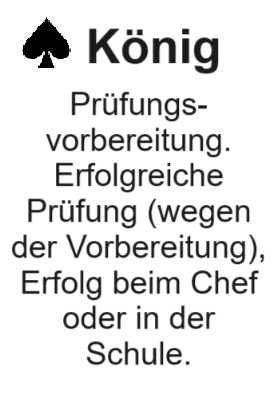 ♠ König
Prüfungs-
vorbereitung.
Erfolgreiche
Prüfung (wegen
der Vorbereitung),
Erfolg beim Chef
oder in der
Schule.